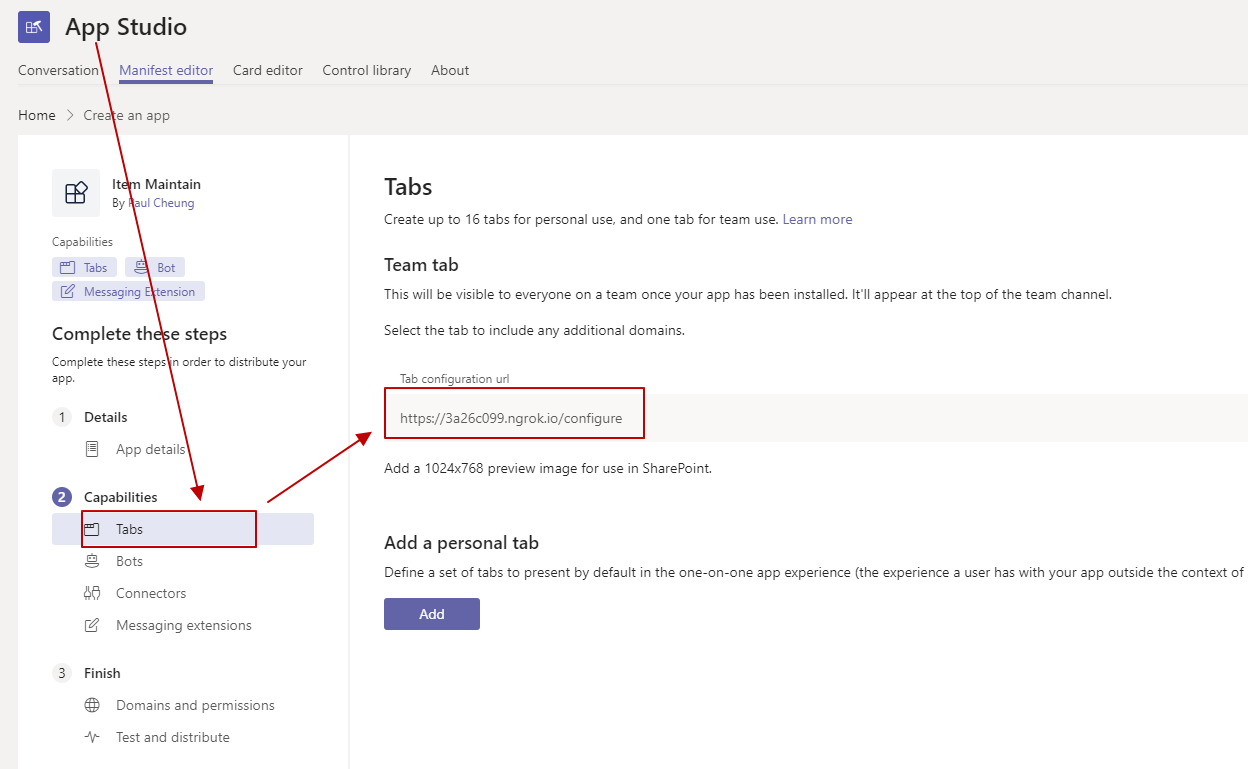 App Studio
Conversation
Manifest editor
Card editor
Control library
About
Home
Create an app
Item Maintain
By Paul Cheung
Capabilities
Tabs
Bot
Messaging Extension
Complete these steps
Complete these steps in order to distribute your
app.
1 Details
App details
2 Capabilities
Tabs
Bots
Connectors
Messaging extensions
3 Finish
Domains and permissions
Test and distribute
Tabs
Create up to 16 tabs for personal use, and one tab for team use. Learn more
Team tab
This will be visible to everyone on a team once your app has been installed. It'll appear at the top of the team channel.
Select the tab to include any additional domains.
Tab configuration url
https://3a26c099.ngrok.io/configure
Add a 1024x768 preview image for use in SharePoint.
Add a personal tab
Define a set of tabs to present by default in the one-on-one app experience (the experience a user has with your app outside the context of
Add